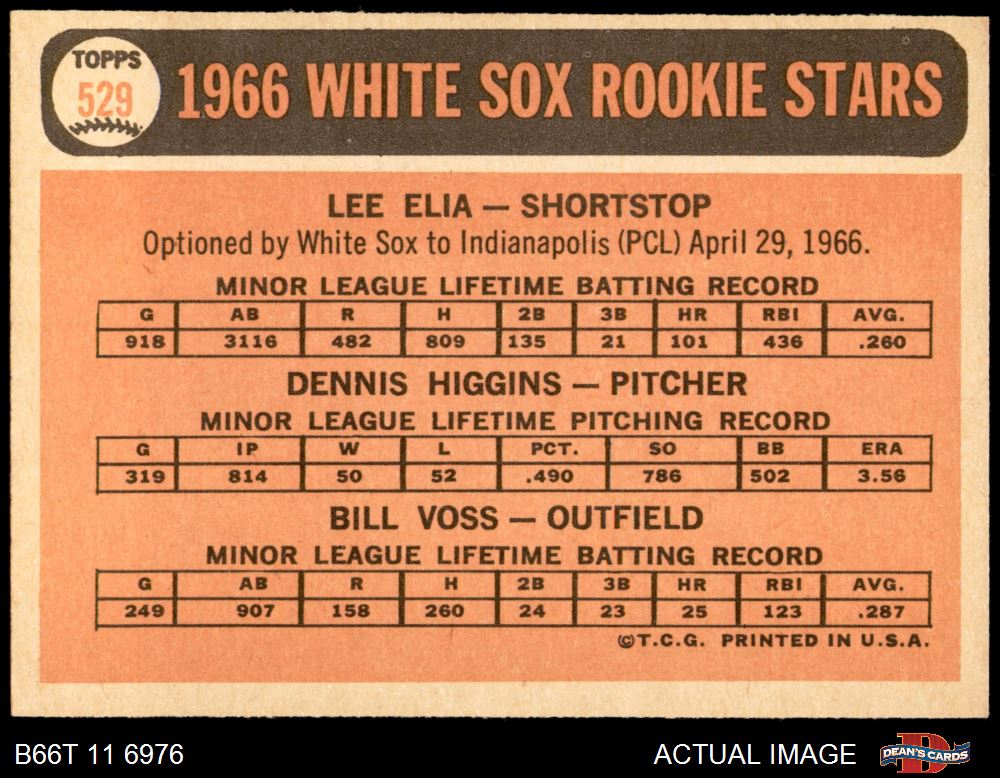 TOPPS
529
1966 WHITE SOX ROOKIE STARS
LEE ELIA — SHORTSTOP
Optioned by White Sox to Indianapolis (PCL) April 29, 1966.
MINOR LEAGUE LIFETIME BATTING RECORD
G AB R H 2B 3B HR RBI AVG.
918 3116 482 809 135 21 101 436 .260
DENNIS HIGGINS — PITCHER
MINOR LEAGUE LIFETIME PITCHING RECORD
G IP W L PCT. SO BB ERA
319 814 50 52 .490 786 502 3.56
BILL VOSS — OUTFIELD
MINOR LEAGUE LIFETIME BATTING RECORD
G AB R H 2B 3B HR RBI AVG.
249 907 158 260 24 23 25 123 .287
©T.C.G. PRINTED IN U.S.A.
B66T 11 6976
ACTUAL IMAGE
D
DEAN'S CARDS